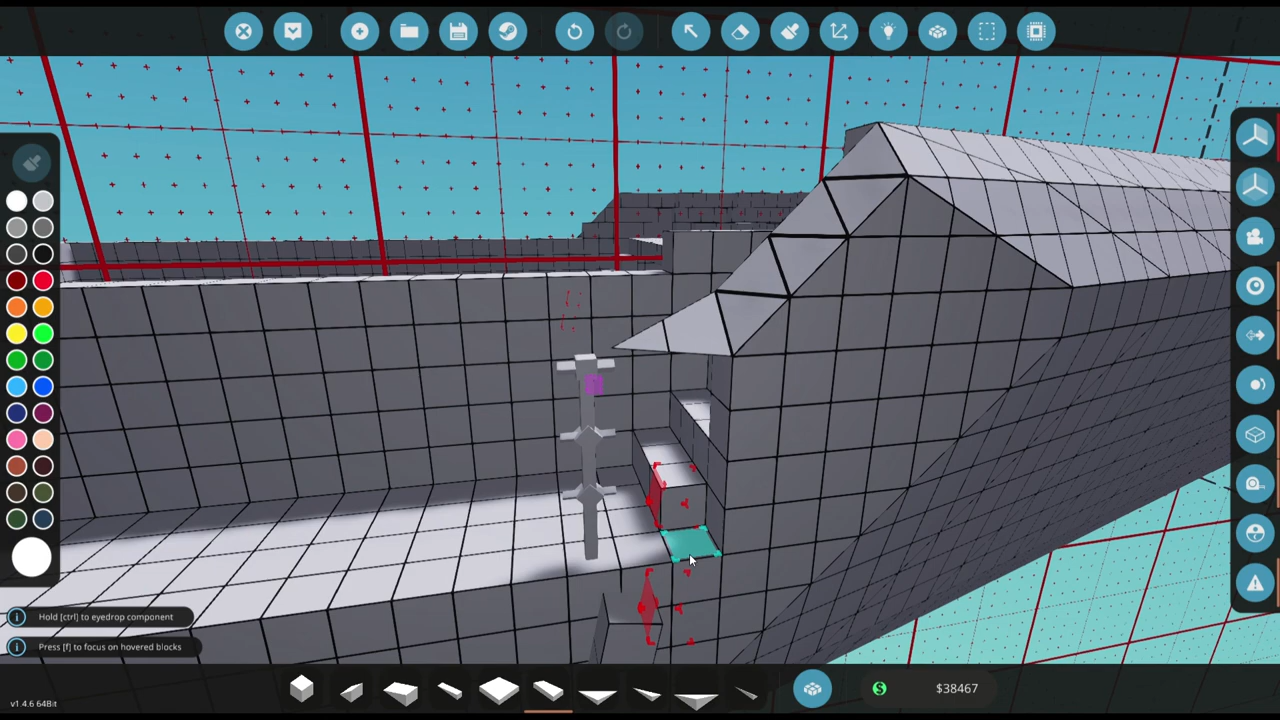 Hold [ctrl] to eyedrop component
Press [f] to focus on hovered blocks
$38467
v1.4.6 64Bit